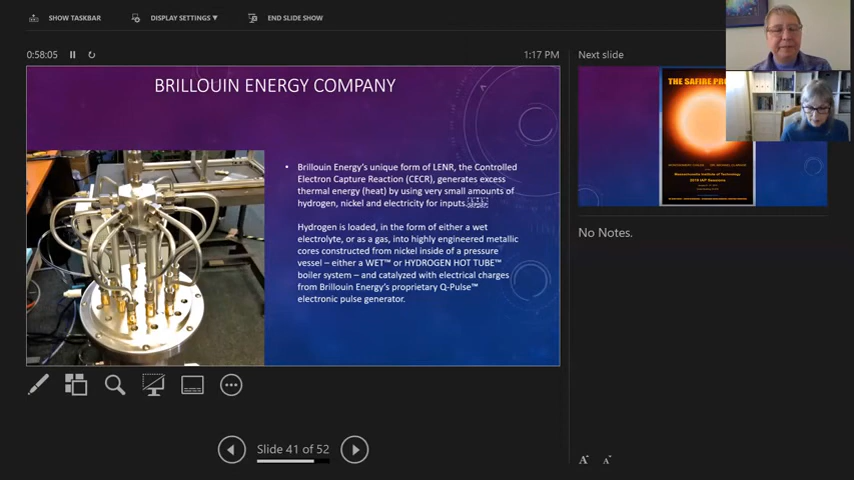 SHOW TASKBAR
DISPLAY SETTINGS ▾
END SLIDE SHOW
0:58:05
1:17 PM
Next slide
BRILLOUIN ENERGY COMPANY
• Brillouin Energy's unique form of LENR, the Controlled
Electron Capture Reaction (CECR), generates excess
thermal energy (heat) by using very small amounts of
hydrogen, nickel and electricity for inputs.
Hydrogen is loaded, in the form of either a wet
electrolyte, or as a gas, into highly engineered metallic
cores constructed from nickel inside of a pressure
vessel – either a WET™ or HYDROGEN HOT TUBE™
boiler system – and catalyzed with electrical charges
from Brillouin Energy's proprietary Q-Pulse™
electronic pulse generator.
THE SAFIRE
No Notes.
Slide 41 of 52
A A